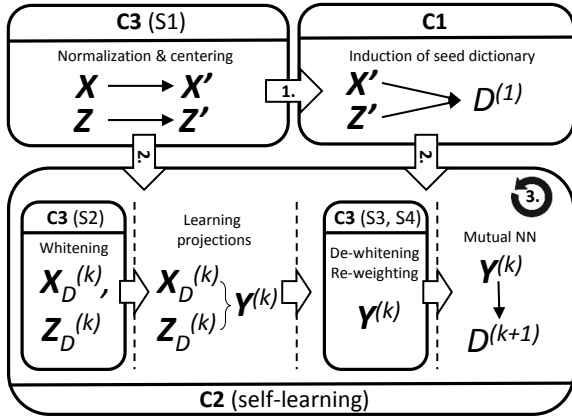 C3 (S1)
Normalization & centering
X X'
Z Z'
1.
C1
Induction of seed dictionary
X'
Z'
D(1)
2.
2.
3.
C3 (S2)
Whitening
XD(k),
ZD(k)
Learning
projections
XD(k)
ZD(k)
Y(k)
C3 (S3, S4)
De-whitening
Re-weighting
Y(k)
Mutual NN
Y(k)
D(k+1)
C2 (self-learning)